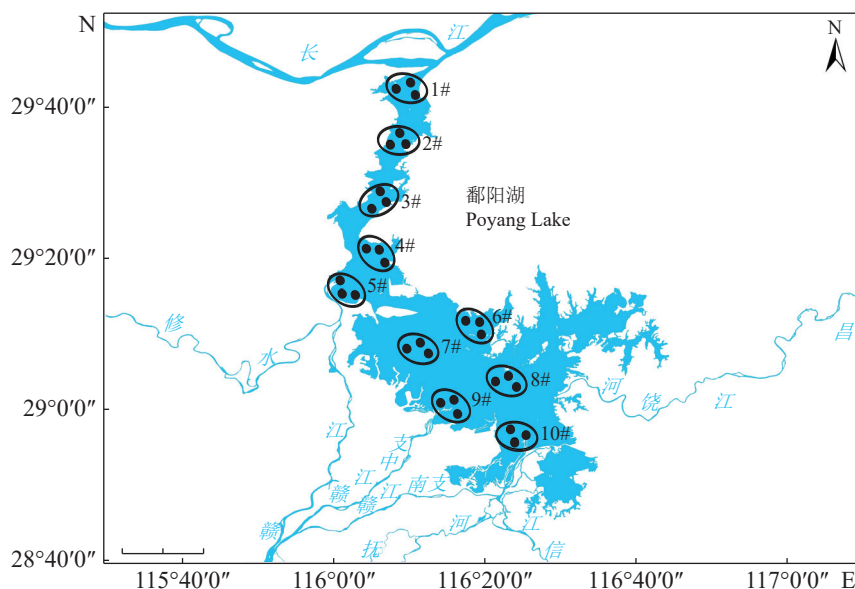 N
N
长 江
1#
29°40′0″
2#
鄱阳湖
3#
Poyang Lake
4#
29°20′0″
5#
6#
修 水
昌
7#
8#
河 饶 江
9#
29°0′0″
10#
江
支
中
江
赣
南支
江
赣
赣
河
江
抚
信
28°40′0″
115°40′0″ 116°0′0″ 116°20′0″ 116°40′0″ 117°0′0″ E